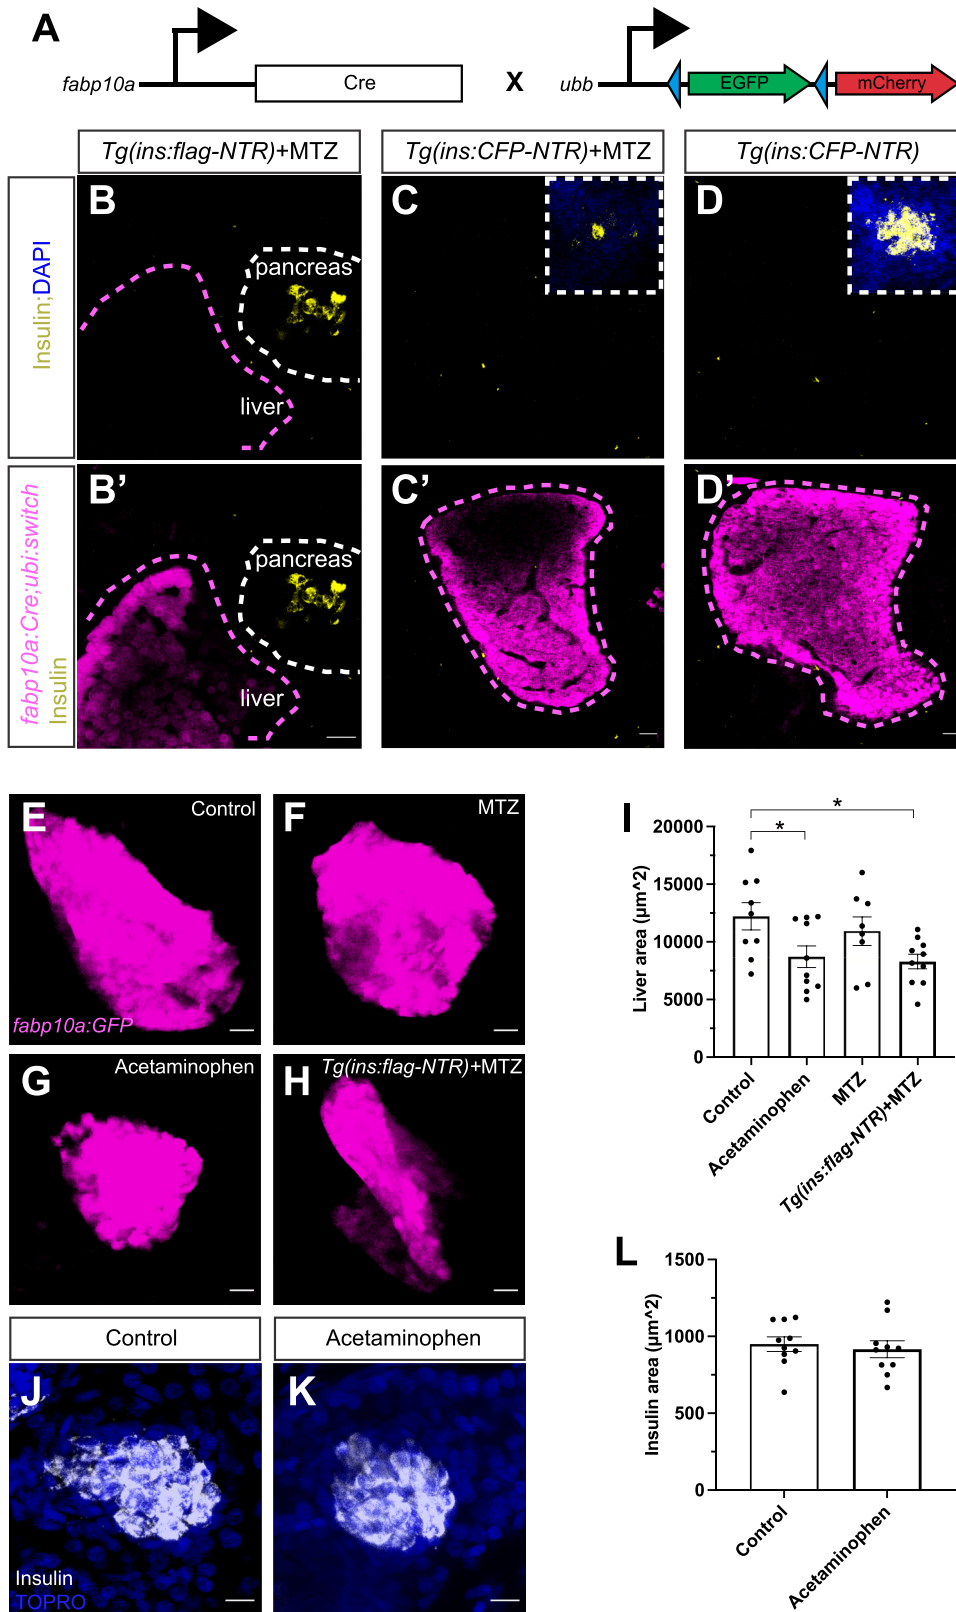 A
fabp10a
Cre
X
ubb
EGFP
mCherry
Tg(ins:flag-NTR)+MTZ
Tg(ins:CFP-NTR)+MTZ
Tg(ins:CFP-NTR)
Insulin;DAPI
B
pancreas
liver
C
D
fabp10a:Cre;ubi:switch
Insulin
B’
pancreas
liver
C’
D’
E
Control
fabp10a:GFP
F
MTZ
G
Acetaminophen
H
Tg(ins:flag-NTR)+MTZ
I
Liver area (µm^2)
20000
15000
10000
5000
0
*
*
Control
Acetaminophen
MTZ
Tg(ins:flag-NTR)+MTZ
Control
Acetaminophen
J
Insulin
TOPRO
K
L
Insulin area (µm^2)
1500
1000
500
0
Control
Acetaminophen